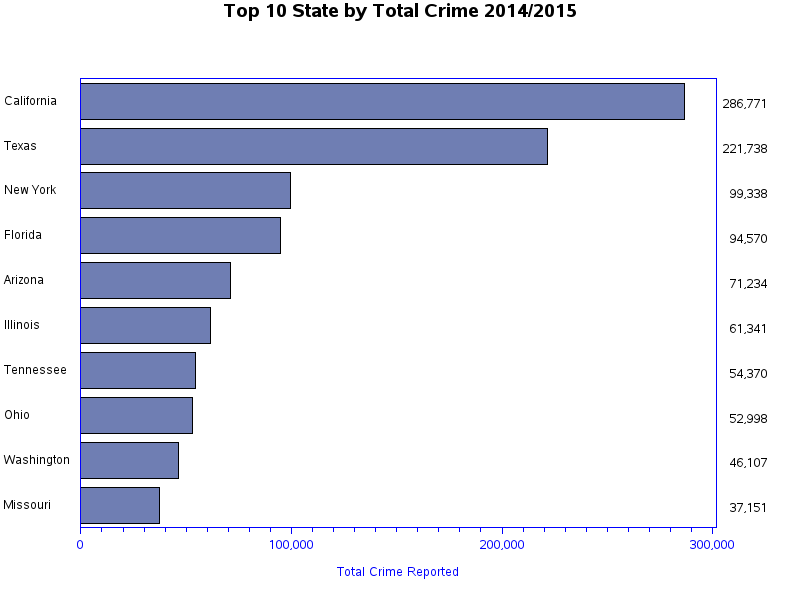 Top 10 State by Total Crime 2014/2015
California 286,771
Texas 221,738
New York 99,338
Florida 94,570
Arizona 71,234
Illinois 61,341
Tennessee 54,370
Ohio 52,998
Washington 46,107
Missouri 37,151
0 100,000 200,000 300,000
Total Crime Reported